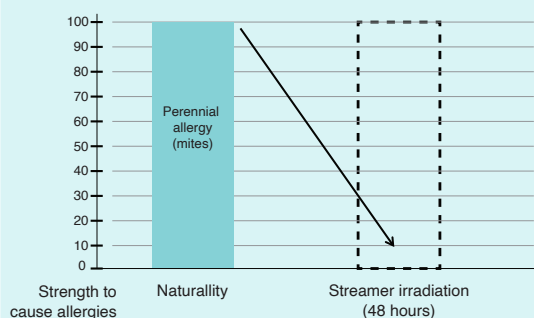 100
90
80
70
60
50
40
30
20
10
0
Perennial
allergy
(mites)
Strength to
cause allergies
Naturallity
Streamer irradiation
(48 hours)